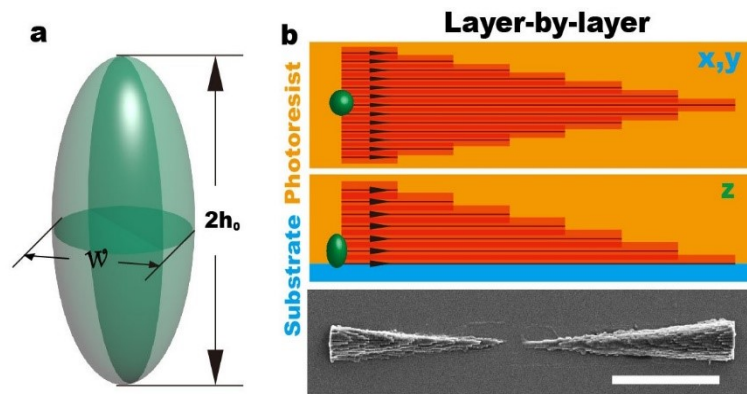 a
w
2h₀
b
Layer-by-layer
x,y
z
Substrate Photoresist